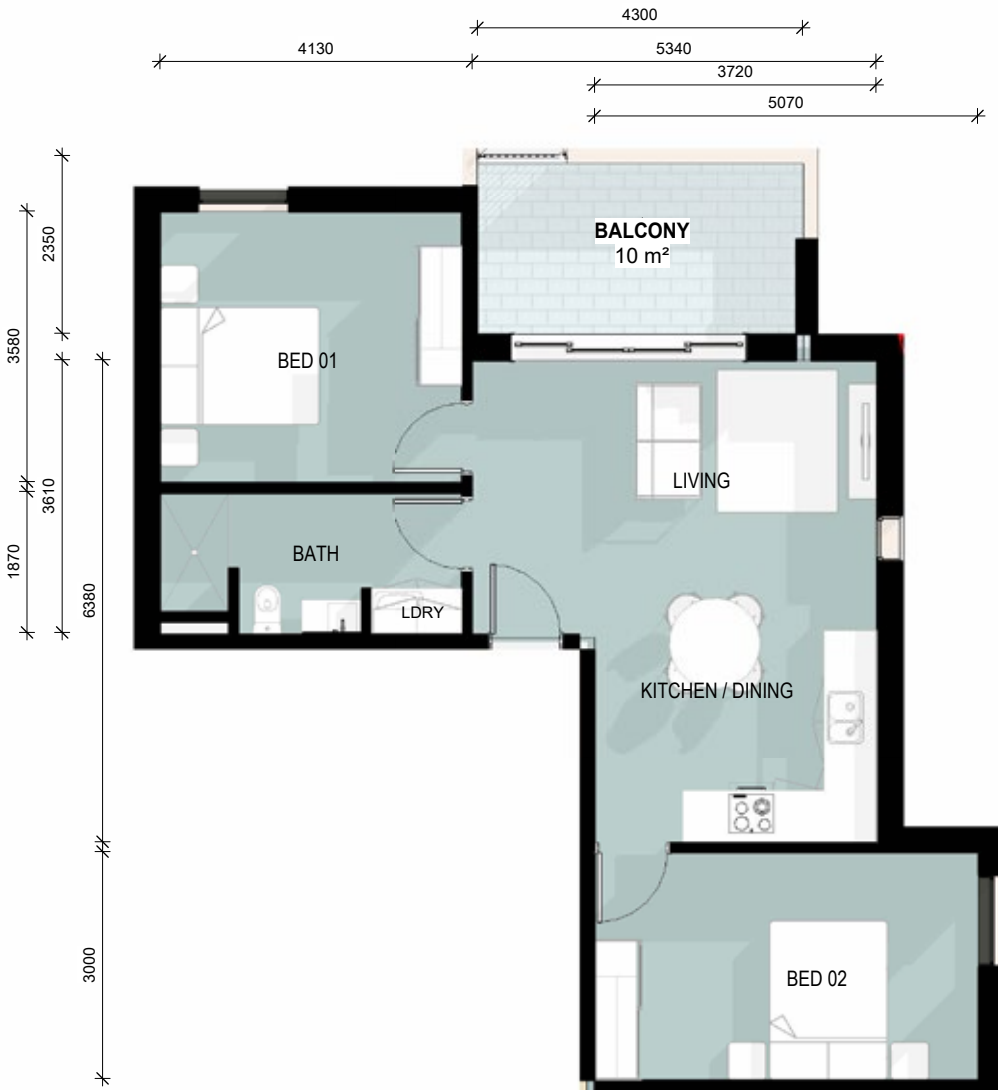 4300
4130
5340
3720
5070
2350
3580
BALCONY
10 m²
BED 01
3610
LIVING
1870
BATH
6380
LDRY
KITCHEN / DINING
3000
BED 02